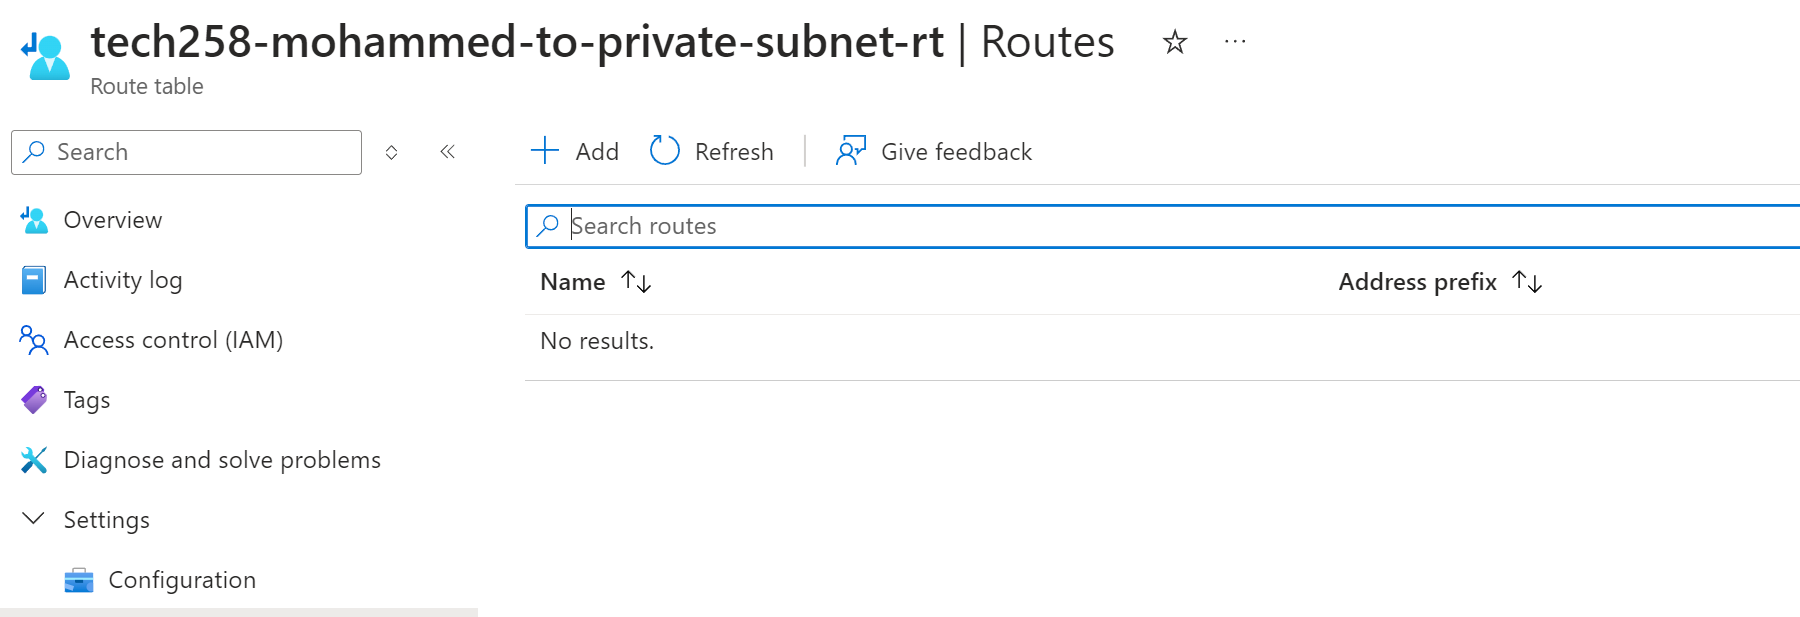 tech258-mohammed-to-private-subnet-rt | Routes
Route table
Search
Add Refresh Give feedback
Overview
Search routes
Activity log
Name Address prefix
Access control (IAM)
No results.
Tags
Diagnose and solve problems
Settings
Configuration